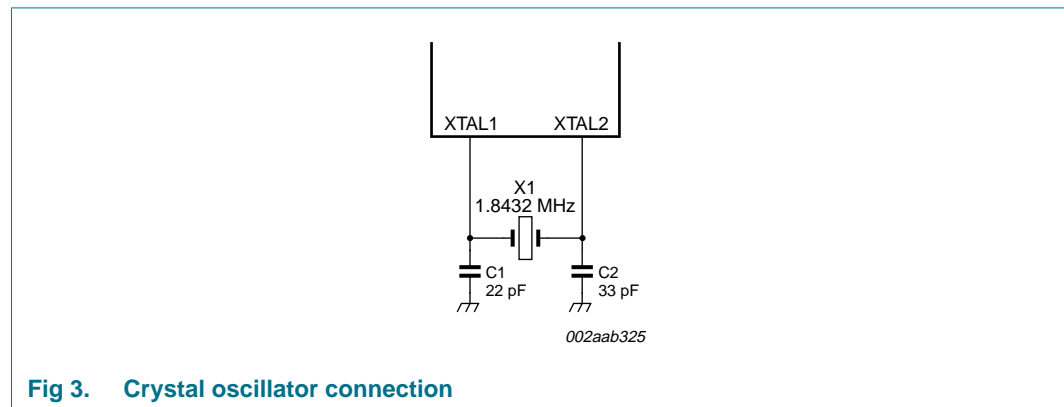 XTAL1 XTAL2
X1
1.8432 MHz
C1 C2
22 pF 33 pF
002aab325
Fig 3. Crystal oscillator connection